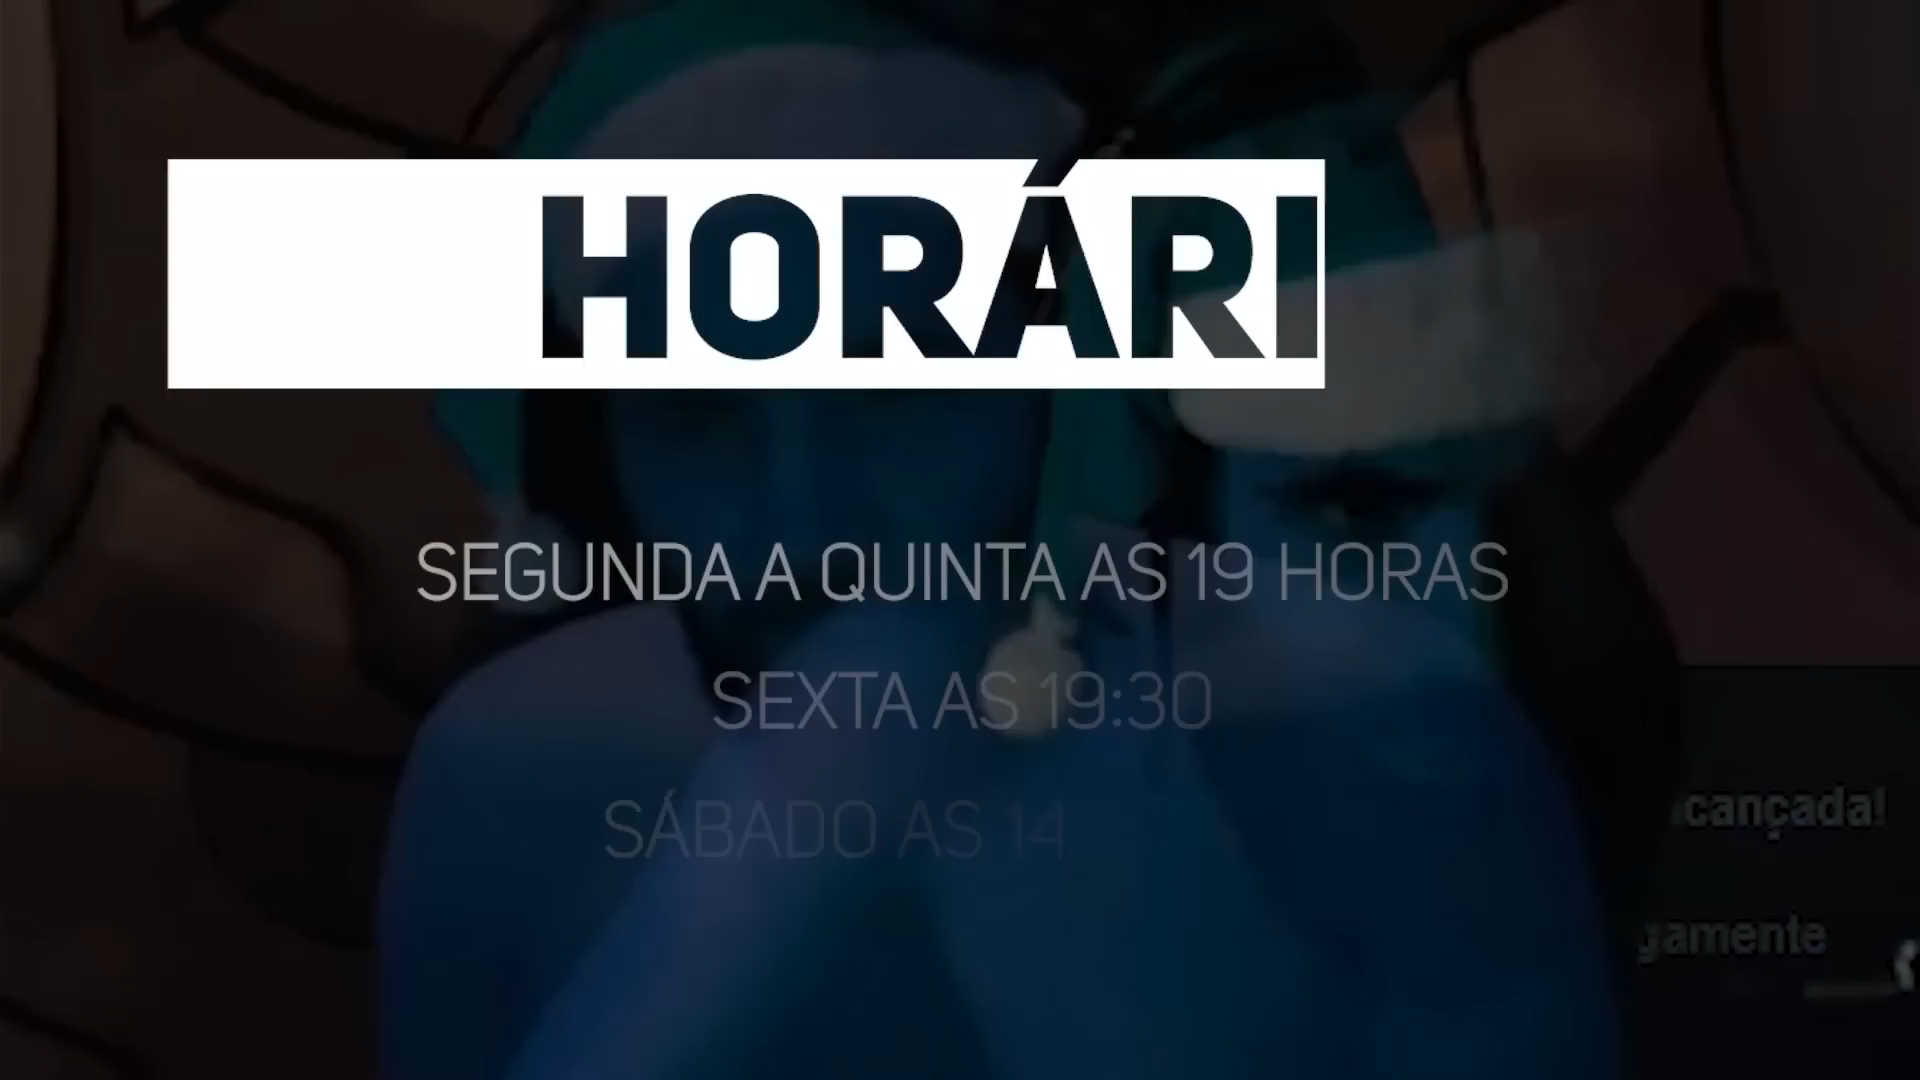 HORÁRI
SEGUNDA A QUINTA AS 19 HORAS
SEXTA AS 19:30
SÁBADO AS 14
cançada!
gamente